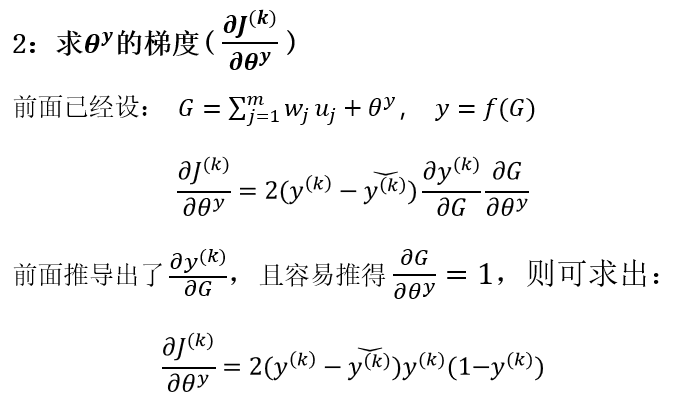 2：求θ^y的梯度(∂J^(k)/∂θ^y)
前面已经设： G = ∑_{j=1}^{m} w_j u_j + θ^y , y = f(G)
∂J^(k)/∂θ^y = 2(y^(k) − y̆^(k)) ∂y^(k)/∂G ∂G/∂θ^y
前面推导出了∂y^(k)/∂G，且容易推得∂G/∂θ^y = 1，则可求出：
∂J^(k)/∂θ^y = 2(y^(k) − y̆^(k))y^(k)(1−y^(k))